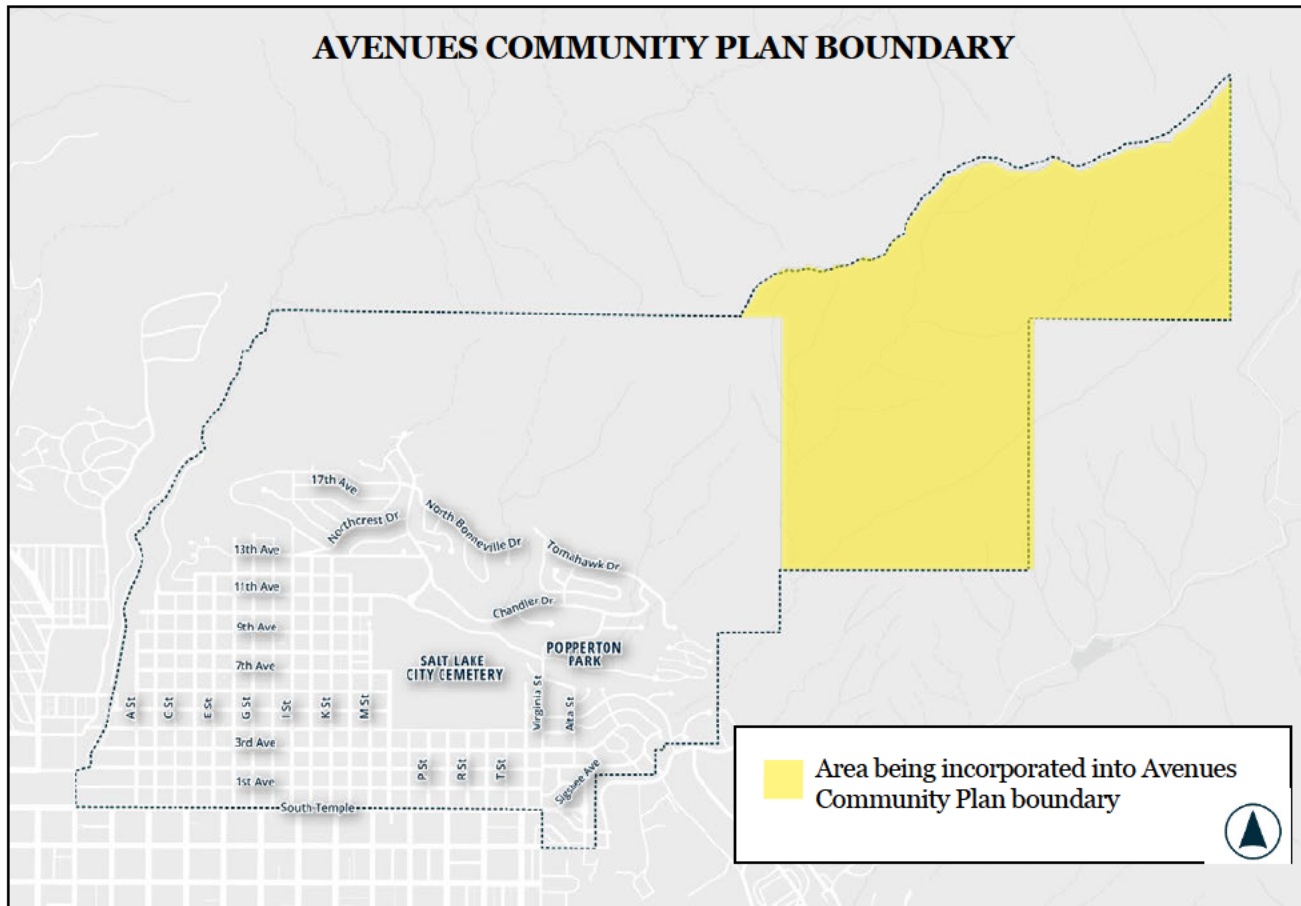 AVENUES COMMUNITY PLAN BOUNDARY
17th Ave
Northcrest Dr
North Bonneville Dr
Tomahawk Dr
13th Ave
11th Ave
Chandler Dr
9th Ave
7th Ave
SALT LAKE
CITY CEMETERY
POPPERTON
PARK
A St
C St
E St
G St
I St
K St
M St
Virginia St
Alta St
3rd Ave
P St
R St
T St
1st Ave
Sigsbee Ave
South Temple
Area being incorporated into Avenues
Community Plan boundary